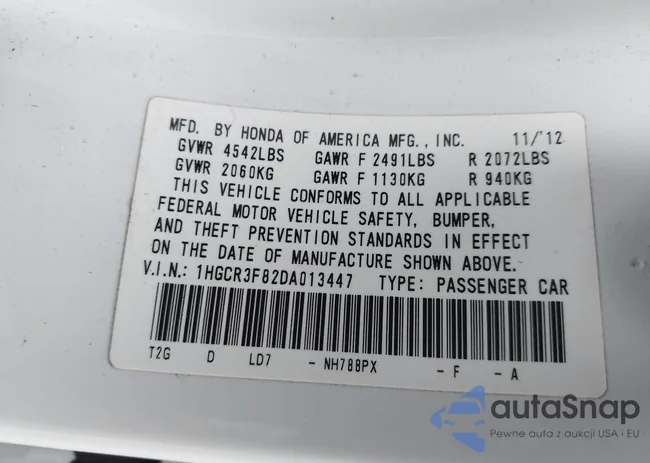 MFD. BY HONDA OF AMERICA MFG., INC. 11/'12
GVWR 4542LBS GAWR F 2491LBS R 2072LBS
GVWR 2060KG GAWR F 1130KG R 940KG
THIS VEHICLE CONFORMS TO ALL APPLICABLE
FEDERAL MOTOR VEHICLE SAFETY, BUMPER,
AND THEFT PREVENTION STANDARDS IN EFFECT
ON THE DATE OF MANUFACTURE SHOWN ABOVE.
V.I.N.: 1HGCR3F82DA013447 TYPE: PASSENGER CAR
T2G D LD7 - NH788PX - F - A
autaSnap
Pewne auta z aukcji USA i EU